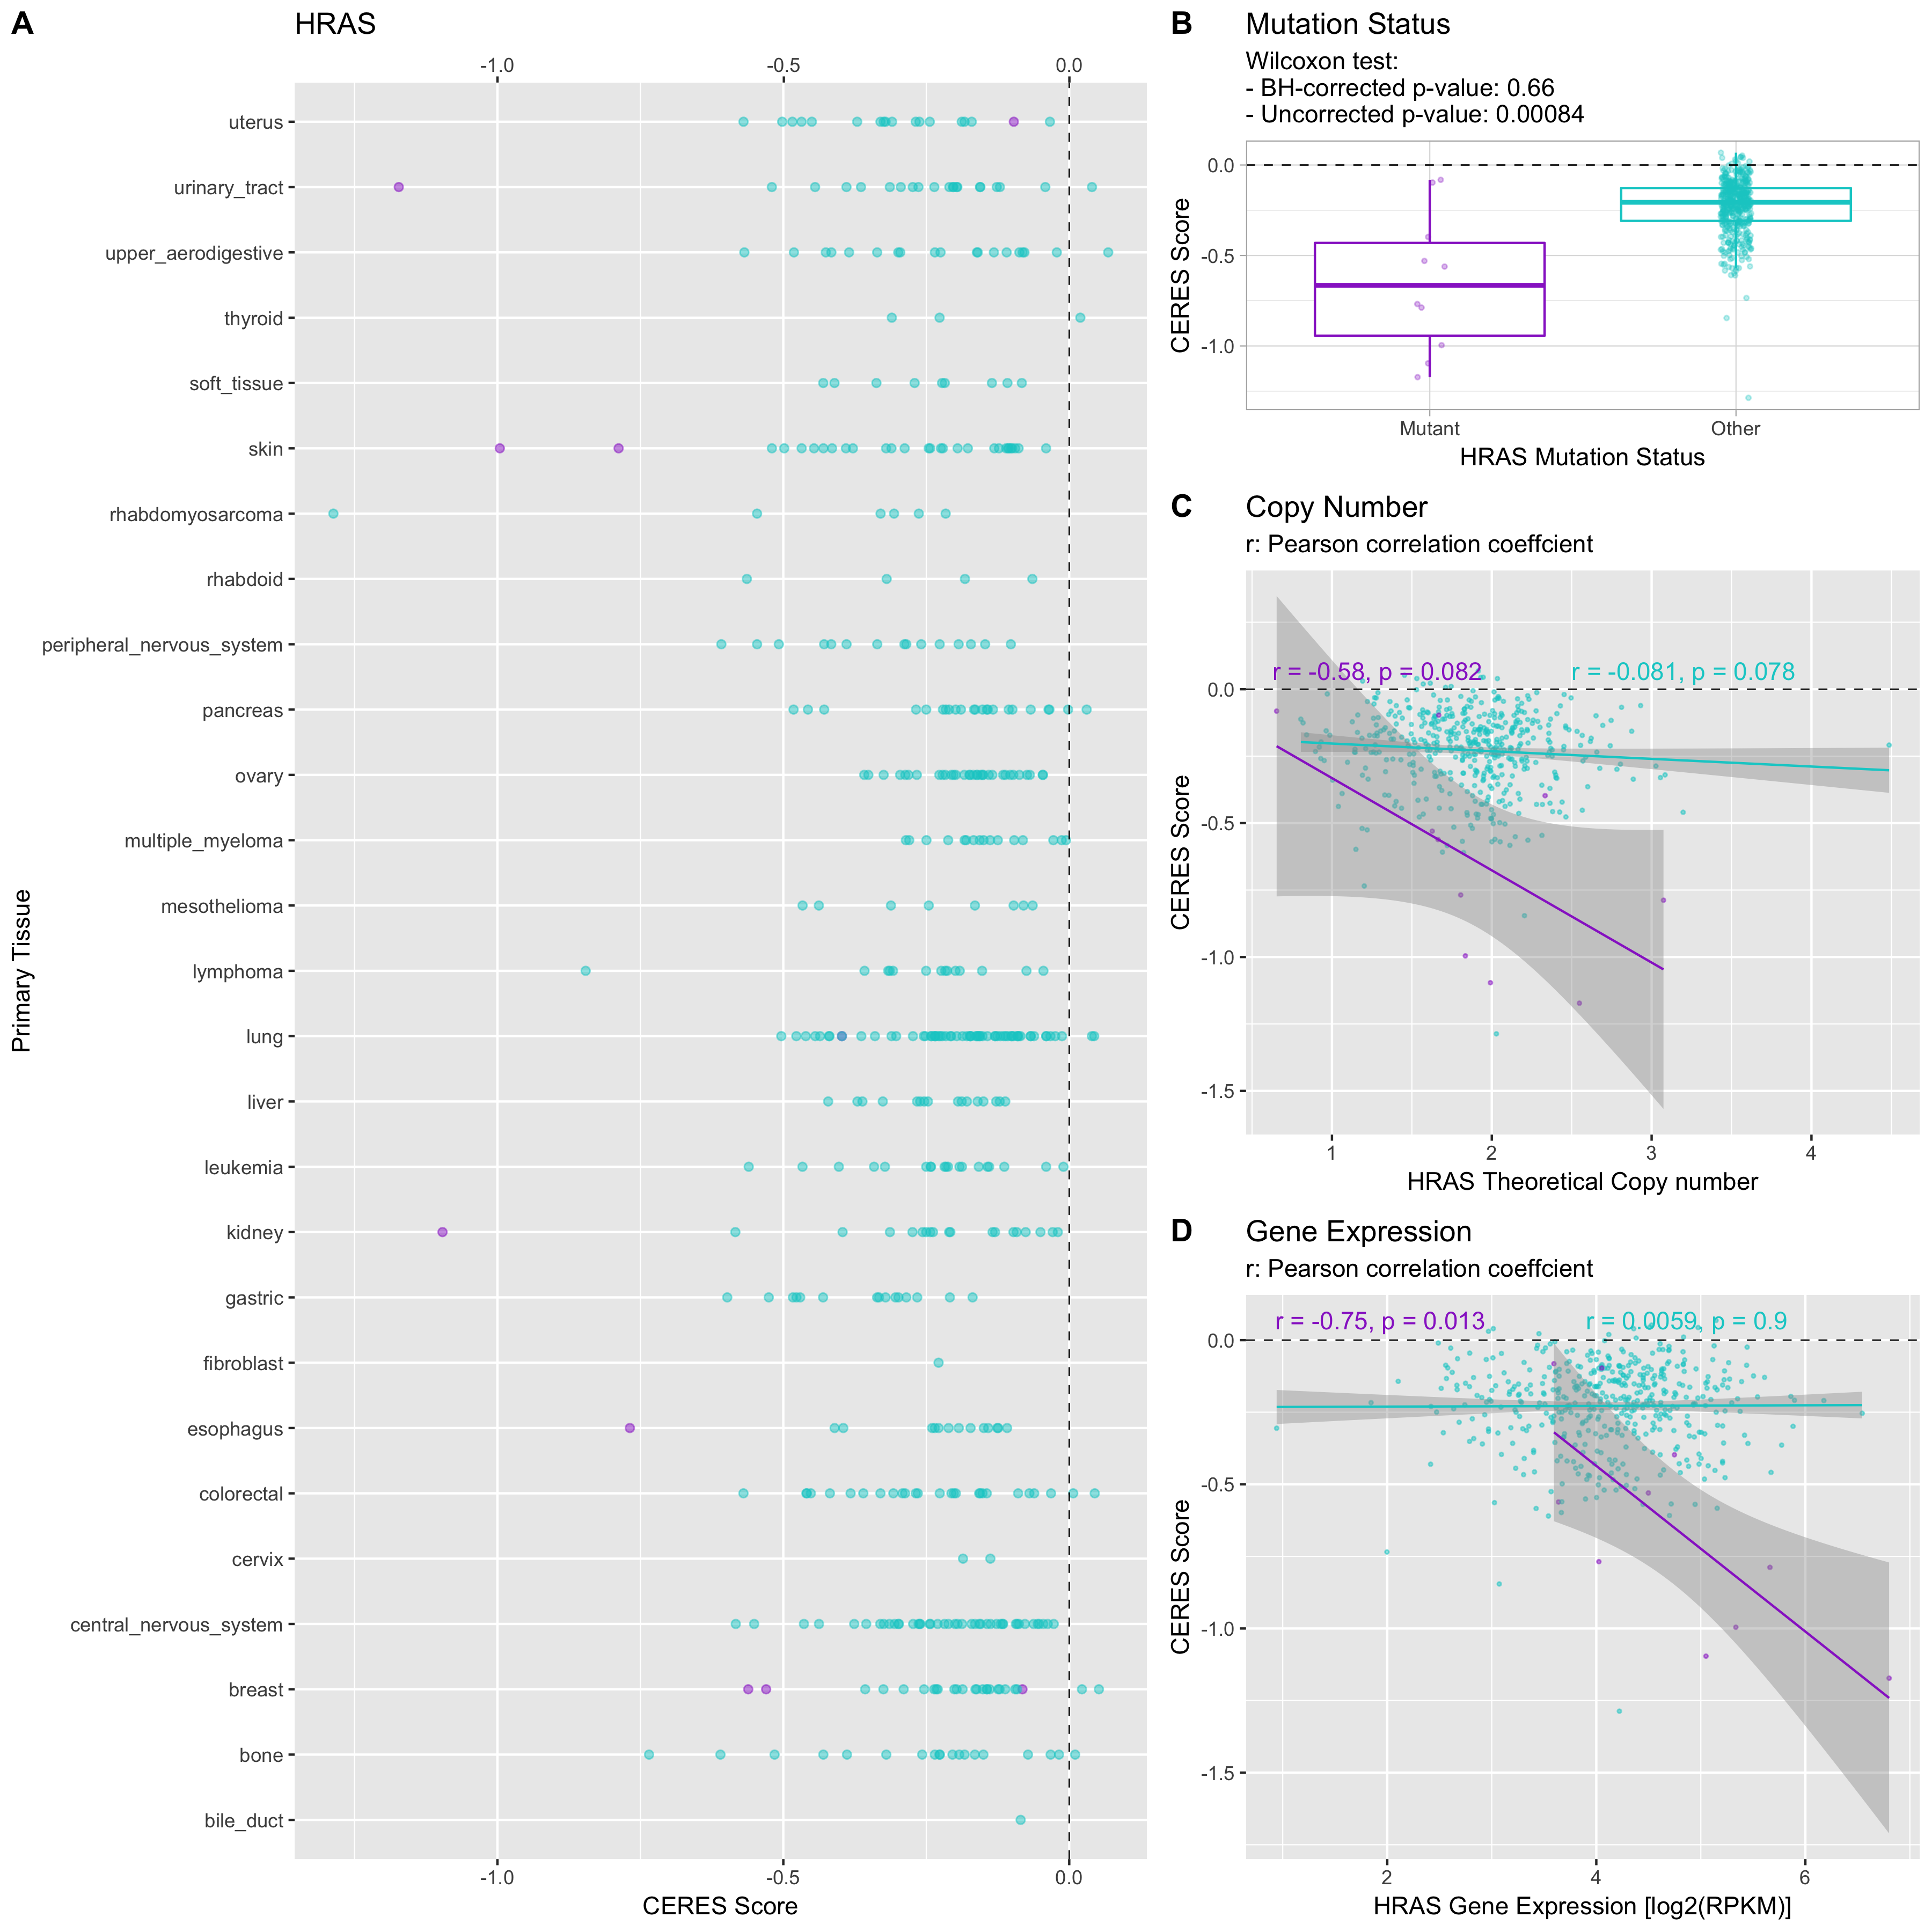 A
HRAS
-1.0 -0.5 0.0
Primary Tissue
uterus
urinary_tract
upper_aerodigestive
thyroid
soft_tissue
skin
rhabdomyosarcoma
rhabdoid
peripheral_nervous_system
pancreas
ovary
multiple_myeloma
mesothelioma
lymphoma
lung
liver
leukemia
kidney
gastric
fibroblast
esophagus
colorectal
cervix
central_nervous_system
breast
bone
bile_duct
-1.0 -0.5 0.0
CERES Score
B
Mutation Status
Wilcoxon test:
- BH-corrected p-value: 0.66
- Uncorrected p-value: 0.00084
CERES Score
0.0
-0.5
-1.0
Mutant Other
HRAS Mutation Status
C
Copy Number
r: Pearson correlation coeffcient
CERES Score
r = -0.58, p = 0.082 r = -0.081, p = 0.078
0.0
-0.5
-1.0
-1.5
1 2 3 4
HRAS Theoretical Copy number
D
Gene Expression
r: Pearson correlation coeffcient
CERES Score
r = -0.75, p = 0.013 r = 0.0059, p = 0.9
0.0
-0.5
-1.0
-1.5
2 4 6
HRAS Gene Expression [log2(RPKM)]